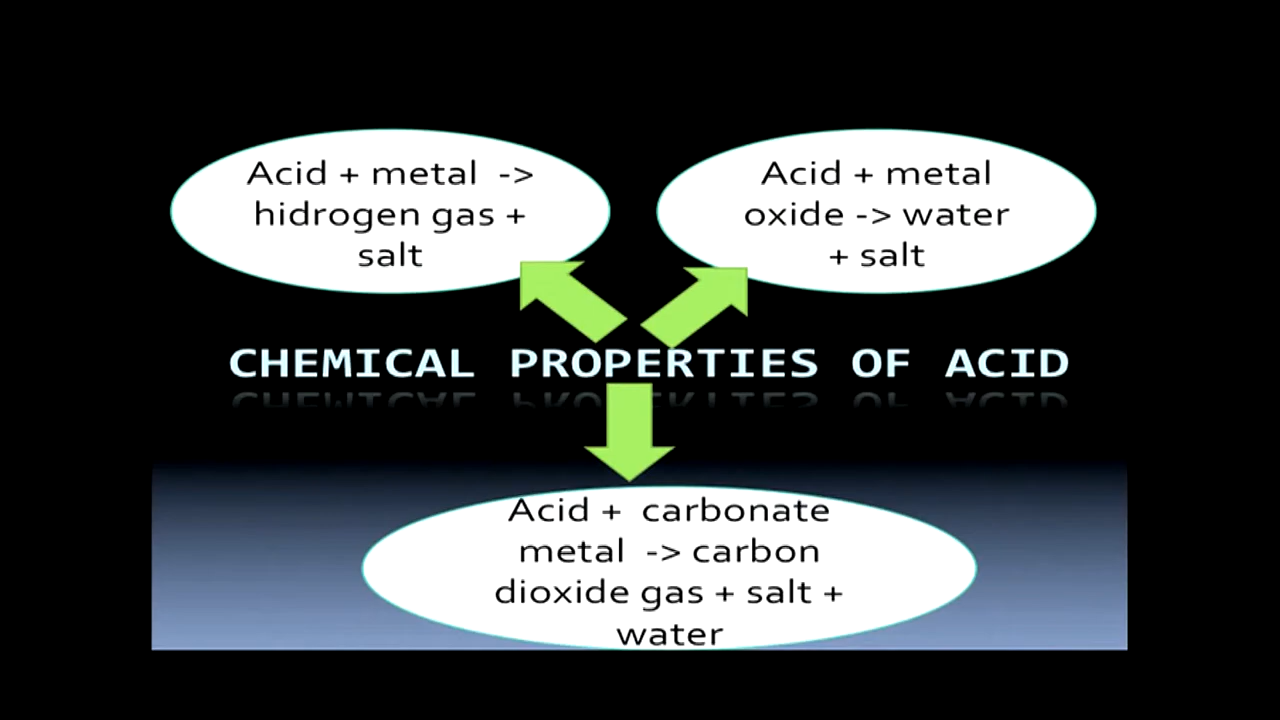 Acid + metal  ->
hidrogen gas +
salt
Acid + metal
oxide -> water
+ salt
CHEMICAL PROPERTIES OF ACID
Acid +  carbonate
metal  -> carbon
dioxide gas + salt +
water